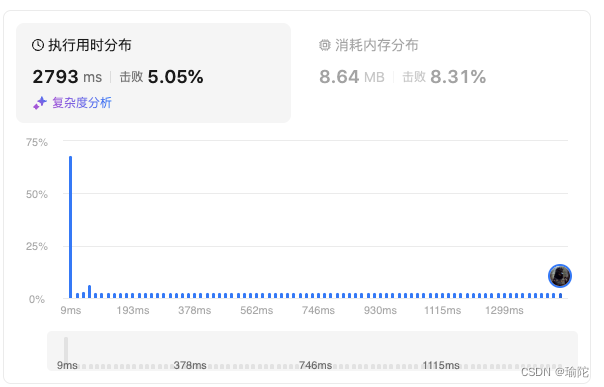 执行用时分布
2793 ms 击败 5.05%
复杂度分析
消耗内存分布
8.64 MB 击败 8.31%
75%
50%
25%
0%
9ms 193ms 378ms 562ms 746ms 930ms 1115ms 1299ms
9ms 378ms 746ms 1115ms
CSDN @瑜陀